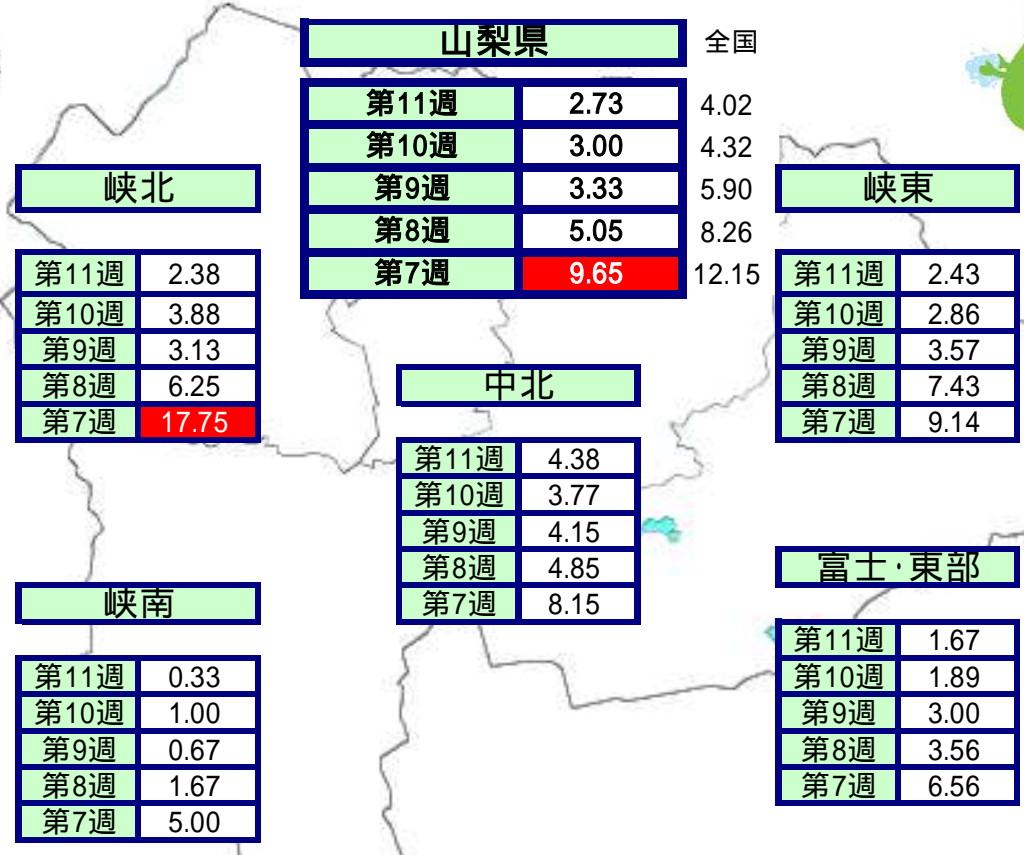 山梨県 全国
第11週 2.73 4.02
第10週 3.00 4.32
第9週 3.33 5.90
第8週 5.05 8.26
第7週 9.65 12.15
峡北
第11週 2.38
第10週 3.88
第9週 3.13
第8週 6.25
第7週 17.75
峡東
第11週 2.43
第10週 2.86
第9週 3.57
第8週 7.43
第7週 9.14
中北
第11週 4.38
第10週 3.77
第9週 4.15
第8週 4.85
第7週 8.15
峡南
第11週 0.33
第10週 1.00
第9週 0.67
第8週 1.67
第7週 5.00
富士・東部
第11週 1.67
第10週 1.89
第9週 3.00
第8週 3.56
第7週 6.56